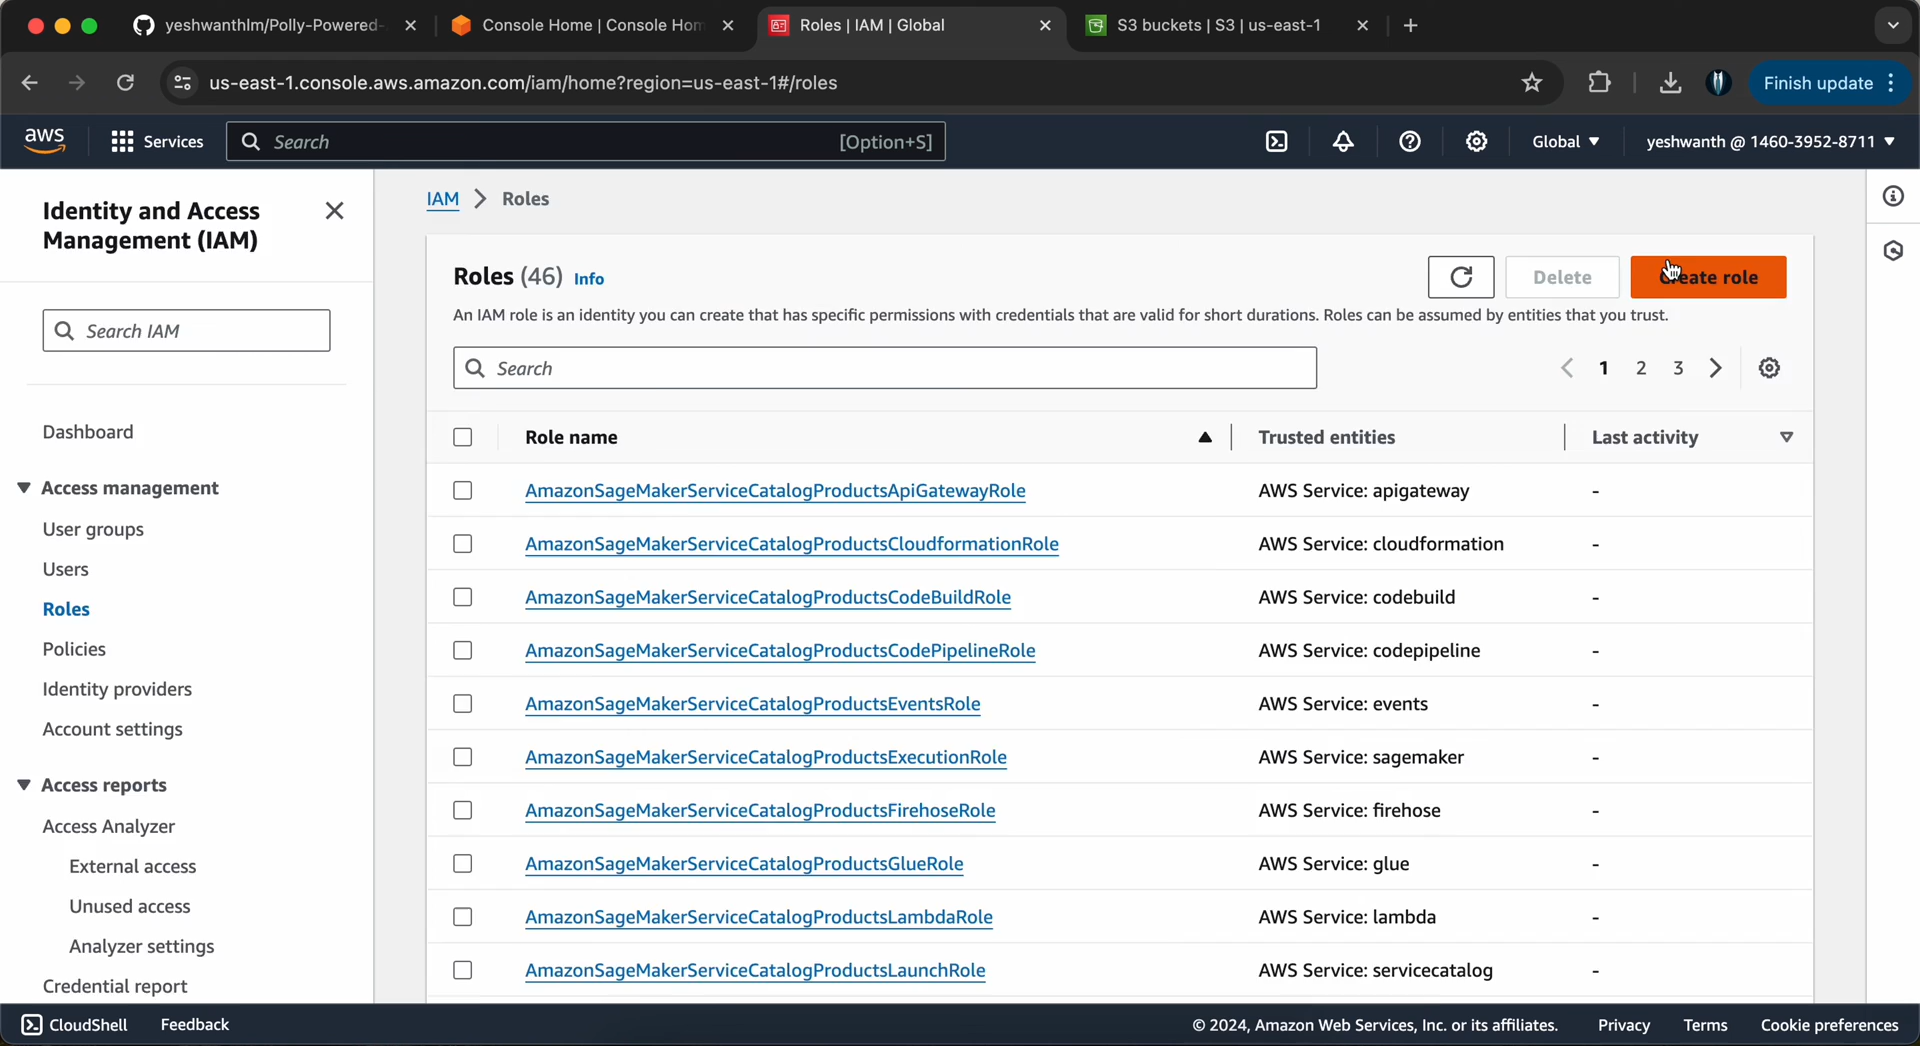 yeshwanthlm/Polly-Powered-
Console Home | Console Hom
Roles | IAM | Global
S3 buckets | S3 | us-east-1
us-east-1.console.aws.amazon.com/iam/home?region=us-east-1#/roles
Finish update
aws
Services
Search
[Option+S]
Global
yeshwanth @ 1460-3952-8711
Identity and Access
Management (IAM)
Search IAM
Dashboard
Access management
User groups
Users
Roles
Policies
Identity providers
Account settings
Access reports
Access Analyzer
External access
Unused access
Analyzer settings
Credential report
IAM > Roles
Roles (46) Info
Delete
Create role
An IAM role is an identity you can create that has specific permissions with credentials that are valid for short durations. Roles can be assumed by entities that you trust.
Search
1 2 3
Role name Trusted entities Last activity
AmazonSageMakerServiceCatalogProductsApiGatewayRole AWS Service: apigateway -
AmazonSageMakerServiceCatalogProductsCloudformationRole AWS Service: cloudformation -
AmazonSageMakerServiceCatalogProductsCodeBuildRole AWS Service: codebuild -
AmazonSageMakerServiceCatalogProductsCodePipelineRole AWS Service: codepipeline -
AmazonSageMakerServiceCatalogProductsEventsRole AWS Service: events -
AmazonSageMakerServiceCatalogProductsExecutionRole AWS Service: sagemaker -
AmazonSageMakerServiceCatalogProductsFirehoseRole AWS Service: firehose -
AmazonSageMakerServiceCatalogProductsGlueRole AWS Service: glue -
AmazonSageMakerServiceCatalogProductsLambdaRole AWS Service: lambda -
AmazonSageMakerServiceCatalogProductsLaunchRole AWS Service: servicecatalog -
CloudShell Feedback
© 2024, Amazon Web Services, Inc. or its affiliates. Privacy Terms Cookie preferences